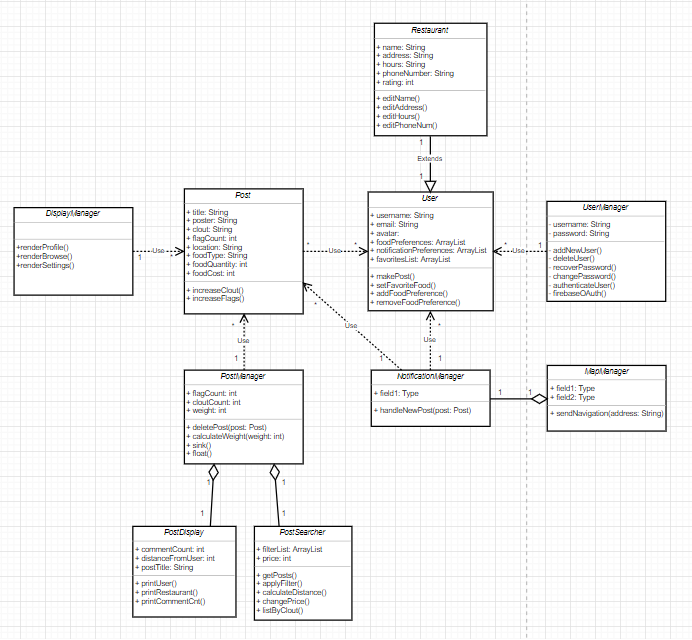 Restaurant
+ name: String
+ address: String
+ hours: String
+ phoneNumber: String
+ rating: int
+ editName()
+ editAddress()
+ editHours()
+ editPhoneNum()
1
Extends
1
DisplayManager
+renderProfile()
+renderBrowse()
+renderSettings()
1
Use
*
Post
+ title: String
+ poster: String
+ clout: String
+ flagCount: int
+ location: String
+ foodType: String
+ foodQuantity: int
+ foodCost: int
+ increaseClout()
+ increaseFlags()
*
Use
*
User
+ username: String
+ email: String
+ avatar:
+ foodPreferences: ArrayList
+ notificationPreferences: ArrayList
+ favoritesList: ArrayList
+ makePost()
+ setFavoriteFood()
+ addFoodPreference()
+ removeFoodPreference()
*
Use
1
UserManager
- username: String
- password: String
- addNewUser()
- deleteUser()
- recoverPassword()
- changePassword()
- authenticateUser()
- firebaseOAuth()
*
Use
1
*
Use
1
*
Use
1
PostManager
+ flagCount: int
+ cloutCount: int
+ weight: int
+ deletePost(post: Post)
+ calculateWeight(weight: int)
+ sink()
+ float()
NotificationManager
+ field1: Type
+ handleNewPost(post: Post)
1
1
MapManager
+ field1: Type
+ field2: Type
+ sendNavigation(address: String)
1
1
1
1
PostDisplay
+ commentCount: int
+ distanceFromUser: int
+ postTitle: String
+ printUser()
+ printRestaurant()
+ printCommentCnt()
PostSearcher
+ filterList: ArrayList
+ price: int
+ getPosts()
+ applyFilter()
+ calculateDistance()
+ changePrice()
+ listByClout()